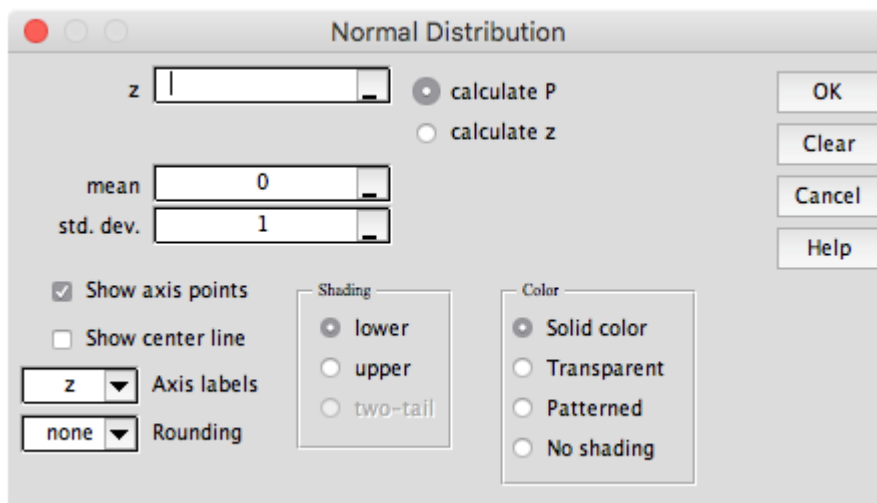 Normal Distribution
z
calculate P
OK
calculate z
Clear
mean 0
Cancel
std. dev. 1
Help
Show axis points
Show center line
z Axis labels
none Rounding
Shading
lower
upper
two-tail
Color
Solid color
Transparent
Patterned
No shading